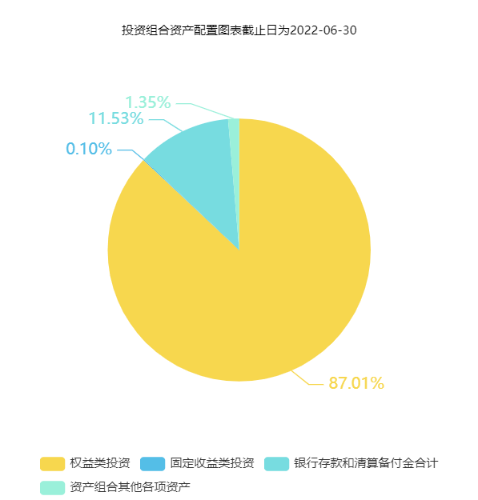 投资组合资产配置图表截止日为2022-06-30
1.35%
11.53%
0.10%
87.01%
权益类投资 固定收益类投资 银行存款和清算备付金合计
资产组合其他各项资产